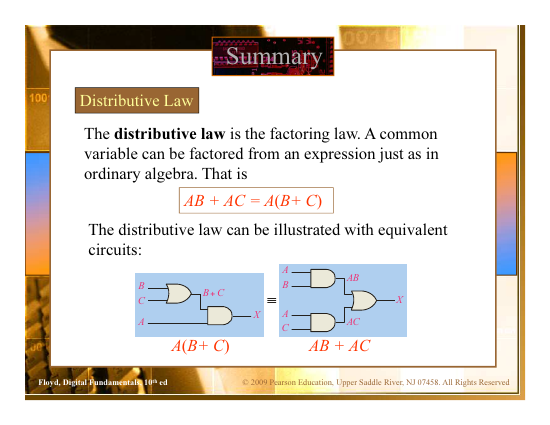 Summary
Distributive Law
The distributive law is the factoring law. A common
variable can be factored from an expression just as in
ordinary algebra. That is
AB + AC = A(B+ C)
The distributive law can be illustrated with equivalent
circuits:
B
C
B + C
A
X
≡
A
B
AB
X
A
C
AC
A(B+ C)
AB + AC
Floyd, Digital Fundamentals, 10th ed
© 2009 Pearson Education, Upper Saddle River, NJ 07458. All Rights Reserved